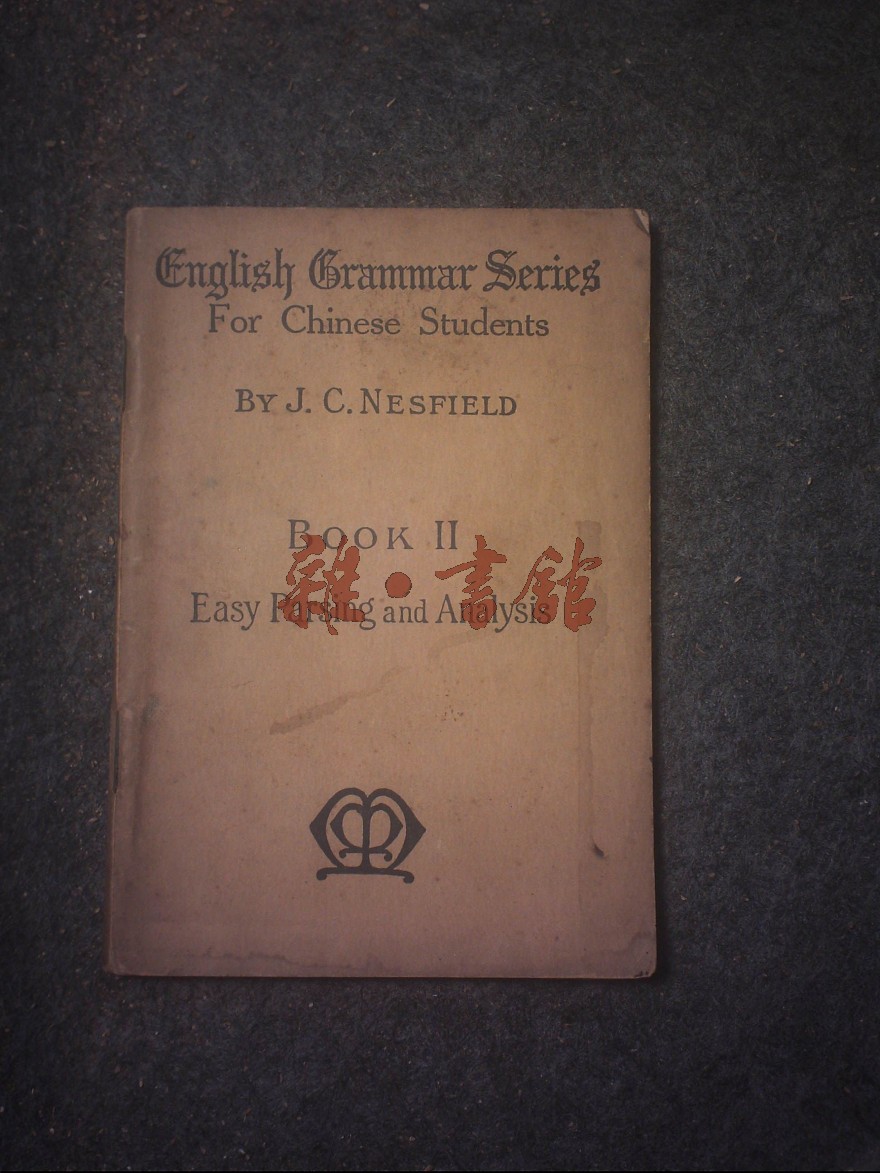 English Grammar Series
For Chinese Students
BY J. C. NESFIELD
BOOK II
雜·書館
Easy Parsing and Analysis